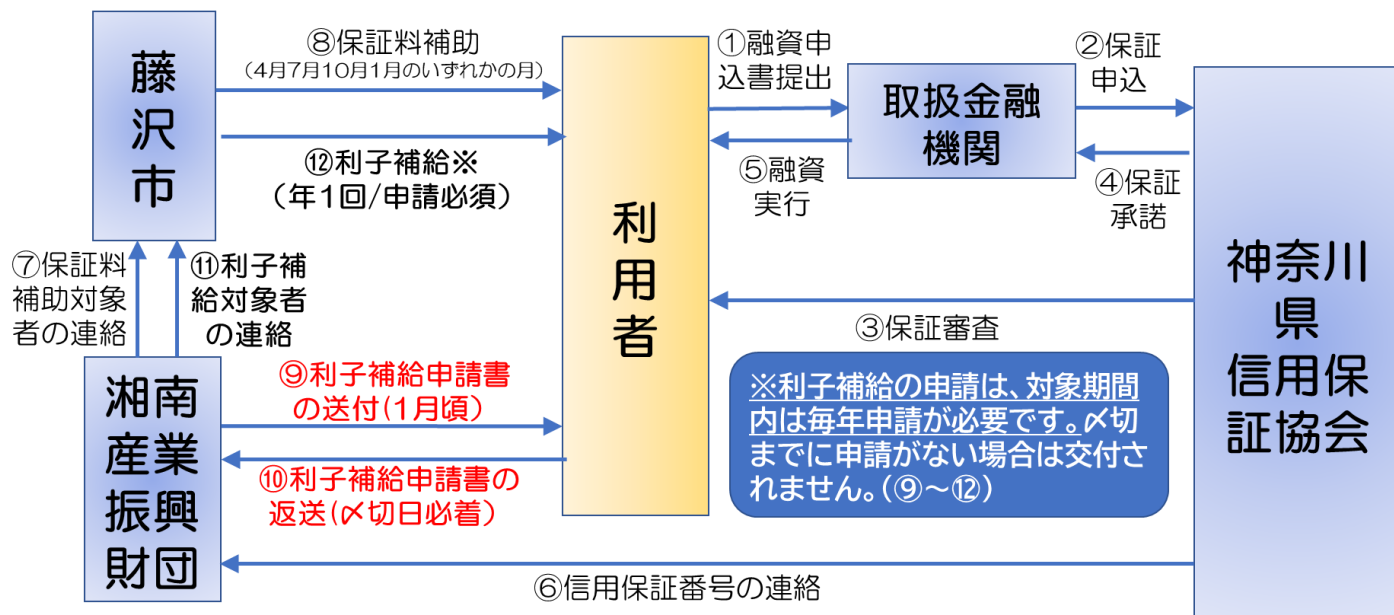 藤
沢
市
⑧保証料補助
（4月7月10月1月のいずれかの月）
⑫利子補給※
（年1回/申請必須）
利
用
者
①融資申
込書提出
取扱金融
機関
②保証
申込
⑤融資
実行
④保証
承諾
神奈川
県
信用保
証協会
⑦保証料
補助対象
者の連絡
⑪利子補
給対象者
の連絡
③保証審査
湘南
産業
振興
財団
⑨利子補給申請書
の送付(1月頃)
⑩利子補給申請書の
返送(〆切日必着)
※利子補給の申請は、対象期間
内は毎年申請が必要です。〆切
までに申請がない場合は交付さ
れません。(⑨～⑫)
⑥信用保証番号の連絡